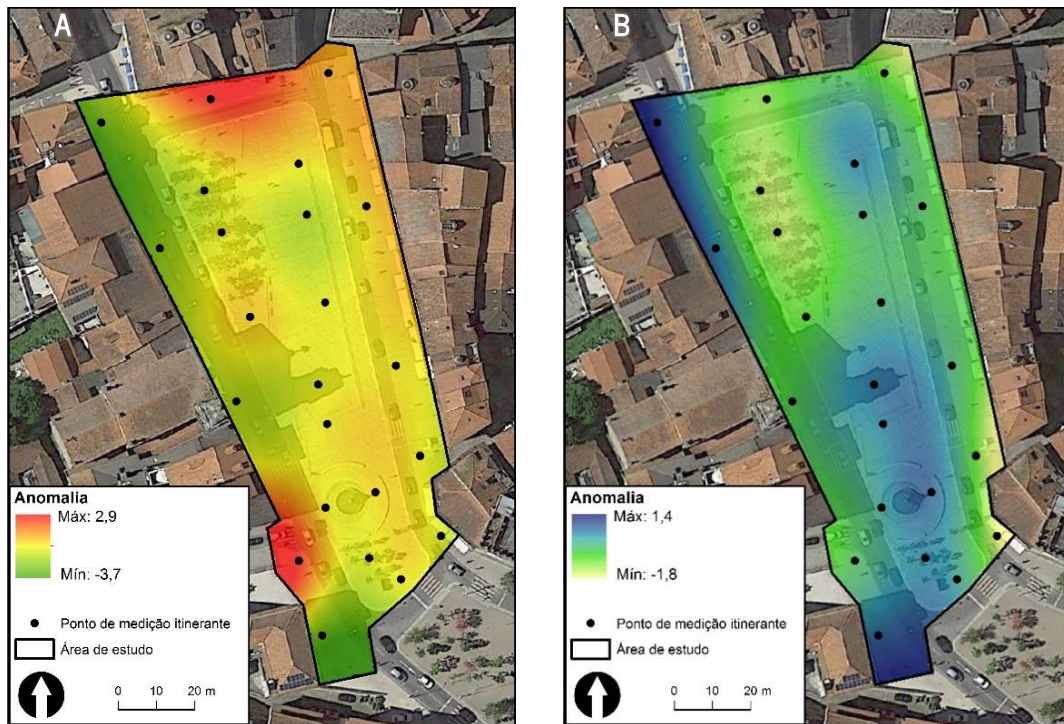 A
Anomalia
Máx: 2,9
Mín: -3,7
Ponto de medição itinerante
Área de estudo
0 10 20 m
B
Anomalia
Máx: 1,4
Mín: -1,8
Ponto de medição itinerante
Área de estudo
0 10 20 m